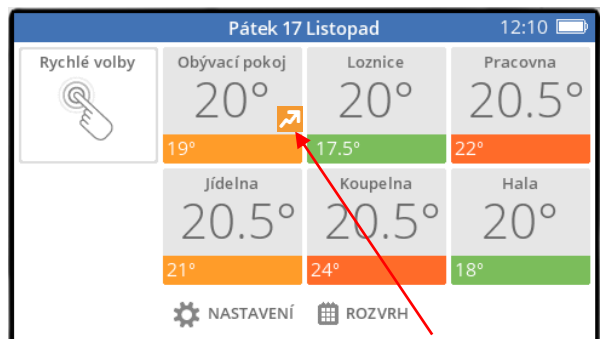 Pátek 17 Listopad 12:10
Rychlé volby
Obývací pokoj
20°
19°
Loznice
20°
17.5°
Pracovna
20.5°
22°
Jídelna
20.5°
21°
Koupelna
20.5°
24°
Hala
20°
18°
NASTAVENÍ
ROZVRH